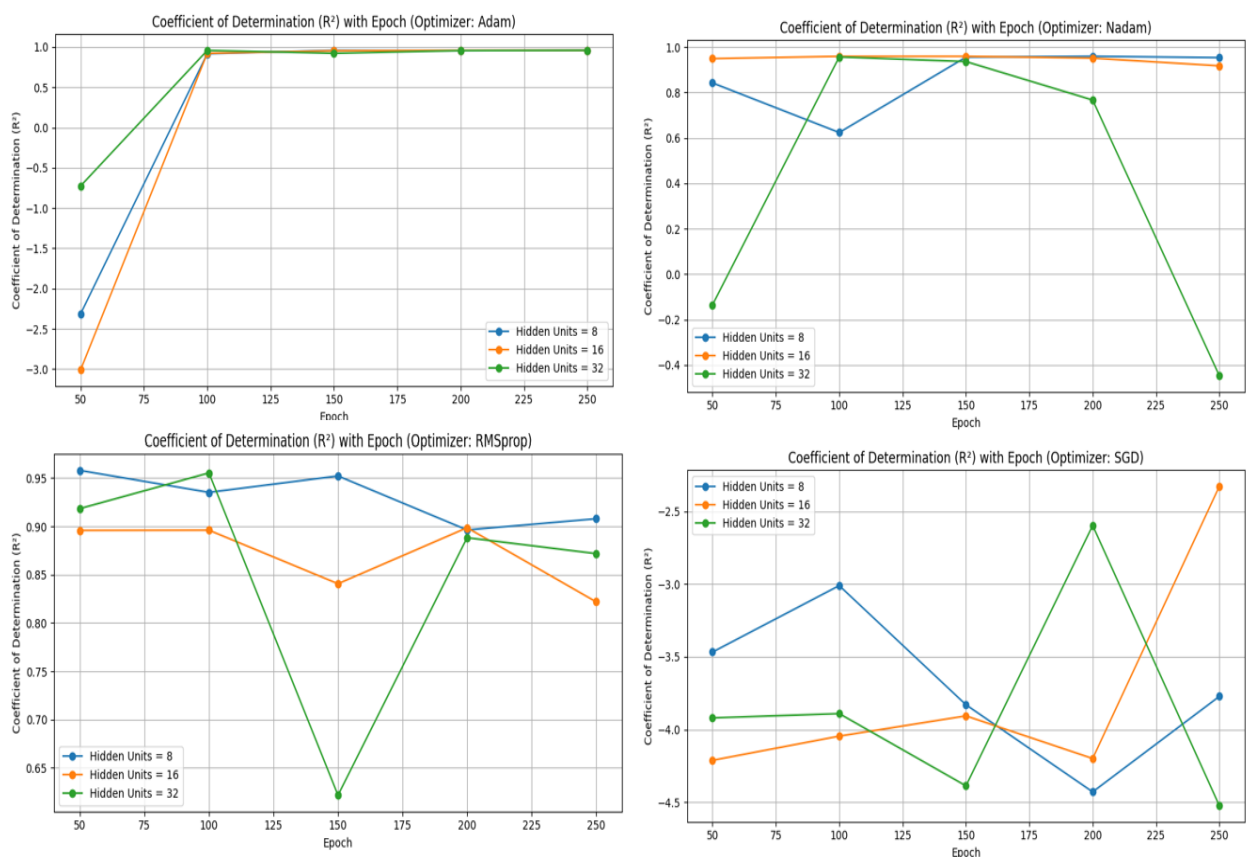 Coefficient of Determination (R²) with Epoch (Optimizer: Adam)
Coefficient of Determination (R²)
1.0
0.5
0.0
−0.5
−1.0
−1.5
−2.0
−2.5
−3.0
Hidden Units = 8
Hidden Units = 16
Hidden Units = 32
50 75 100 125 150 175 200 225 250
Epoch
Coefficient of Determination (R²) with Epoch (Optimizer: Nadam)
Coefficient of Determination (R²)
1.0
0.8
0.6
0.4
0.2
0.0
−0.2
−0.4
Hidden Units = 8
Hidden Units = 16
Hidden Units = 32
50 75 100 125 150 175 200 225 250
Epoch
Coefficient of Determination (R²) with Epoch (Optimizer: RMSprop)
Coefficient of Determination (R²)
0.95
0.90
0.85
0.80
0.75
0.70
0.65
Hidden Units = 8
Hidden Units = 16
Hidden Units = 32
50 75 100 125 150 175 200 225 250
Epoch
Coefficient of Determination (R²) with Epoch (Optimizer: SGD)
Coefficient of Determination (R²)
Hidden Units = 8
Hidden Units = 16
Hidden Units = 32
−2.5
−3.0
−3.5
−4.0
−4.5
50 75 100 125 150 175 200 225 250
Epoch